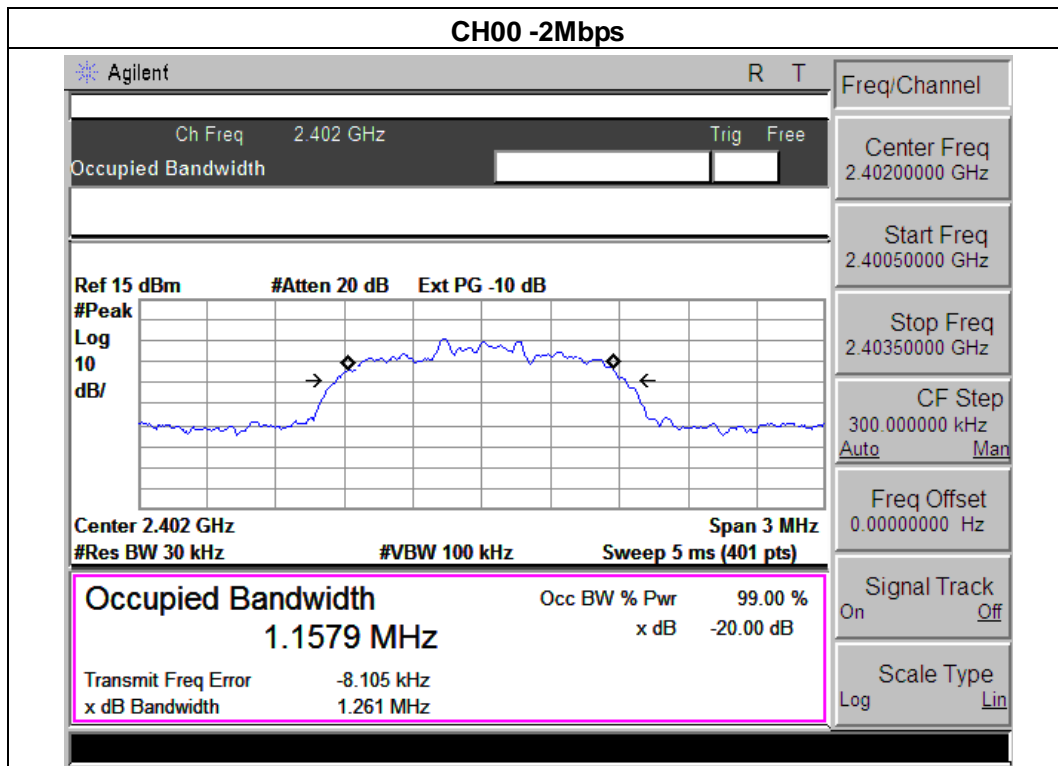 CH00 -2Mbps
Agilent R T
Freq/Channel
Ch Freq 2.402 GHz Trig Free
Occupied Bandwidth
Center Freq
2.40200000 GHz
Start Freq
2.40050000 GHz
Stop Freq
2.40350000 GHz
CF Step
300.000000 kHz
Auto Man
Freq Offset
0.00000000 Hz
Signal Track
On Off
Scale Type
Log Lin
Ref 15 dBm #Atten 20 dB Ext PG -10 dB
#Peak
Log
10
dB/
Center 2.402 GHz Span 3 MHz
#Res BW 30 kHz #VBW 100 kHz Sweep 5 ms (401 pts)
Occupied Bandwidth Occ BW % Pwr 99.00 %
1.1579 MHz x dB -20.00 dB
Transmit Freq Error -8.105 kHz
x dB Bandwidth 1.261 MHz